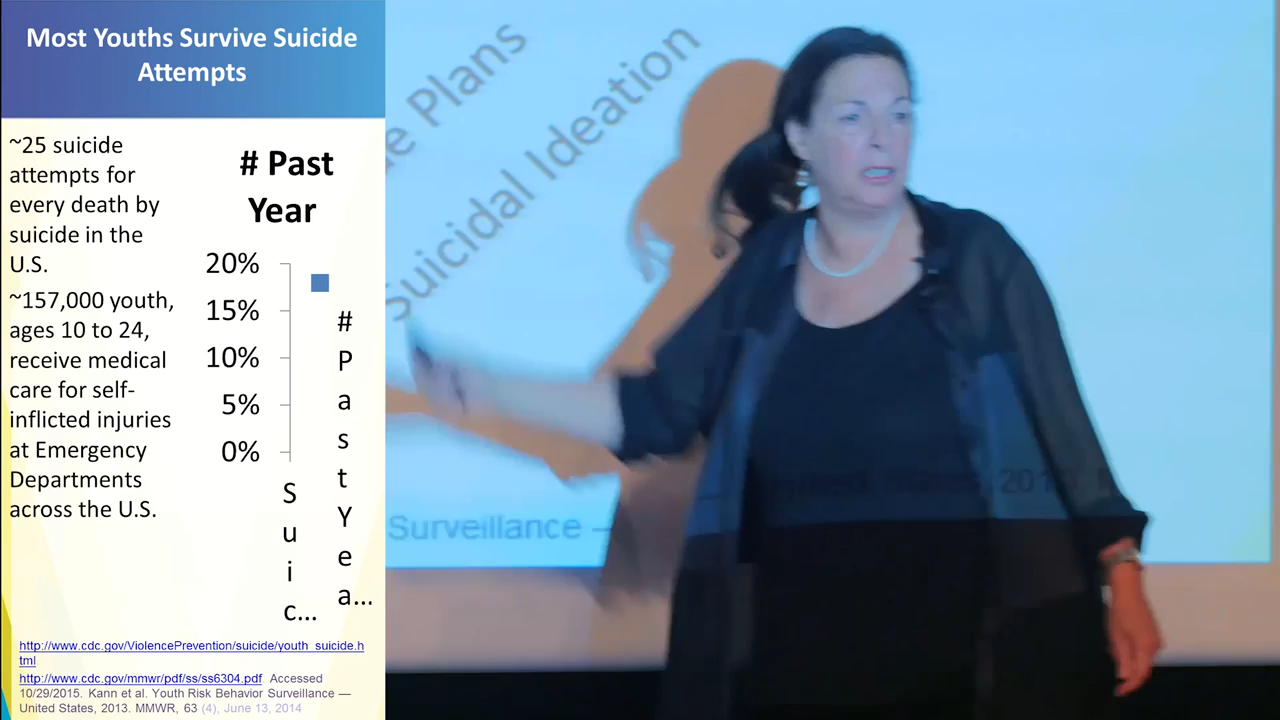 Most Youths Survive Suicide
Attempts
~25 suicide
attempts for
every death by
suicide in the
U.S.
~157,000 youth,
ages 10 to 24,
receive medical
care for self-
inflicted injuries
at Emergency
Departments
across the U.S.
# Past
Year
20%
15%
10%
5%
0%
S
u
i
c...
#
P
a
s
t
Y
e
a...
http://www.cdc.gov/ViolencePrevention/suicide/youth_suicide.h
tml
http://www.cdc.gov/mmwr/pdf/ss/ss6304.pdf Accessed
10/29/2015. Kann et al. Youth Risk Behavior Surveillance —
United States, 2013. MMWR, 63 (4), June 13, 2014
Plans
Suicidal Ideation
Surveillance —
States, 201